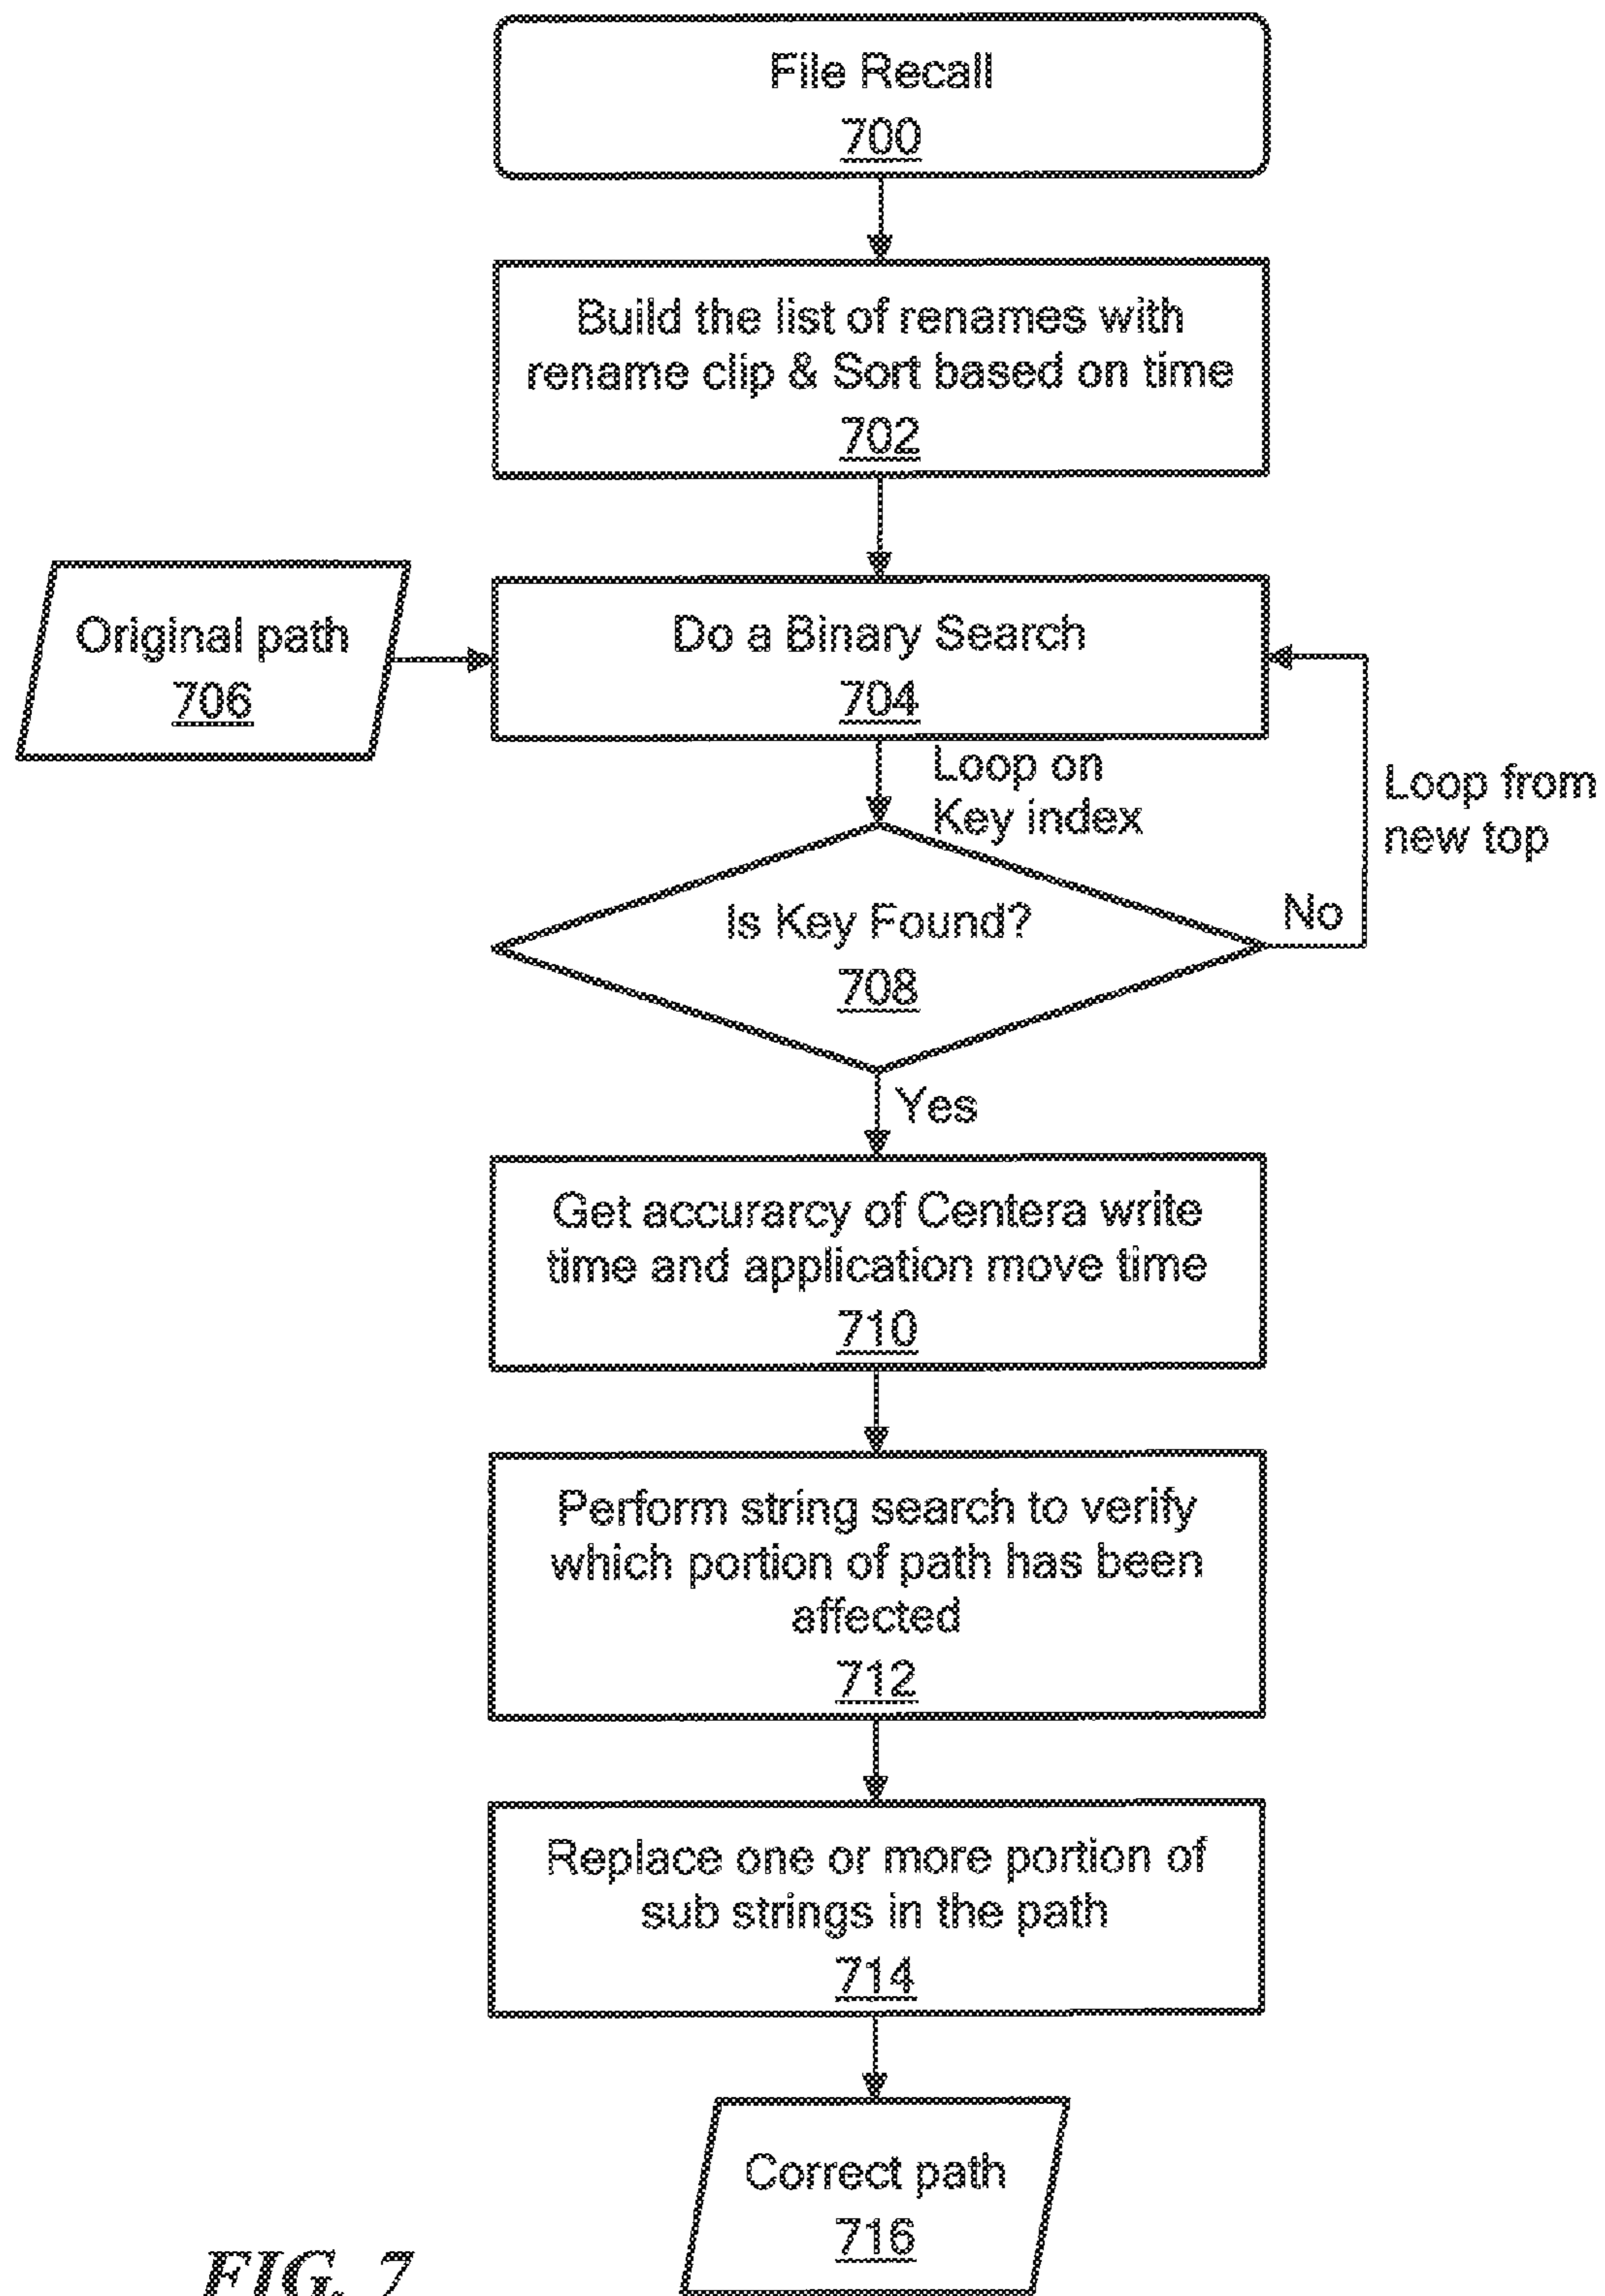 File Recall
700
Build the list of renames with
rename clip & Sort based on time
702
Original path
706
Do a Binary Search
704
Loop on
Key index
Loop from
new top
Is Key Found?
708
No
Yes
Get accurarcy of Centera write
time and application move time
710
Perform string search to verify
which portion of path has been
affected
712
Replace one or more portion of
sub strings in the path
714
Correct path
716
FIG. 7